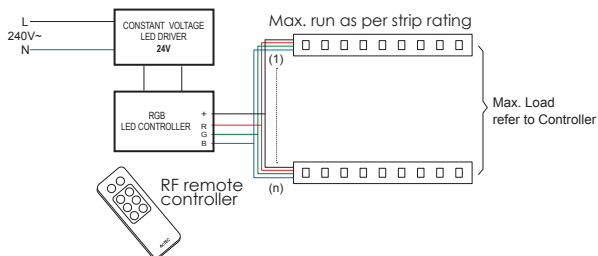 L
240V~
N
CONSTANT VOLTAGE
LED DRIVER
24V
Max. run as per strip rating
(1)
RGB
LED CONTROLLER
+
R
G
B
Max. Load
refer to Controller
(n)
RF remote
controller
ACTEC